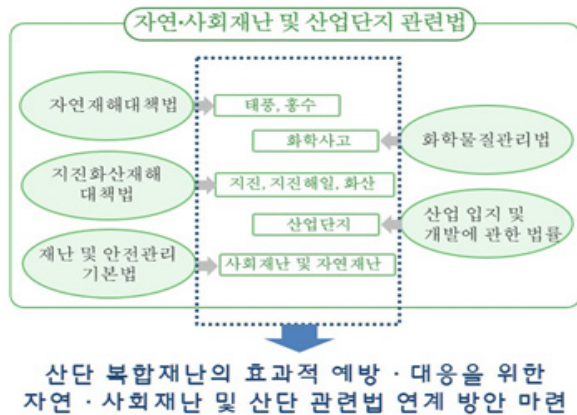 자연·사회재난 및 산업단지 관련법
자연재해대책법
태풍, 홍수
화학사고
화학물질관리법
지진화산재해
대책법
지진, 지진해일, 화산
산업단지
산업 입지 및
개발에 관한 법률
재난 및 안전관리
기본법
사회재난 및 자연재난
산단 복합재난의 효과적 예방 · 대응을 위한
자연 · 사회재난 및 산단 관련법 연계 방안 마련